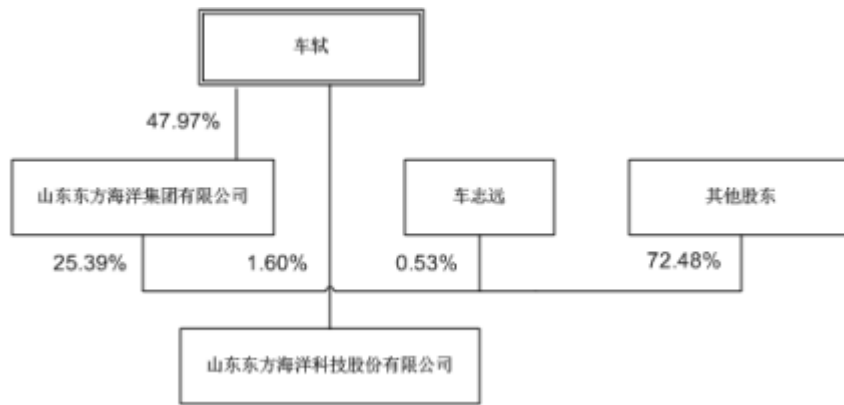 车轼
47.97%
山东东方海洋集团有限公司
车志远
其他股东
25.39%
1.60%
0.53%
72.48%
山东东方海洋科技股份有限公司